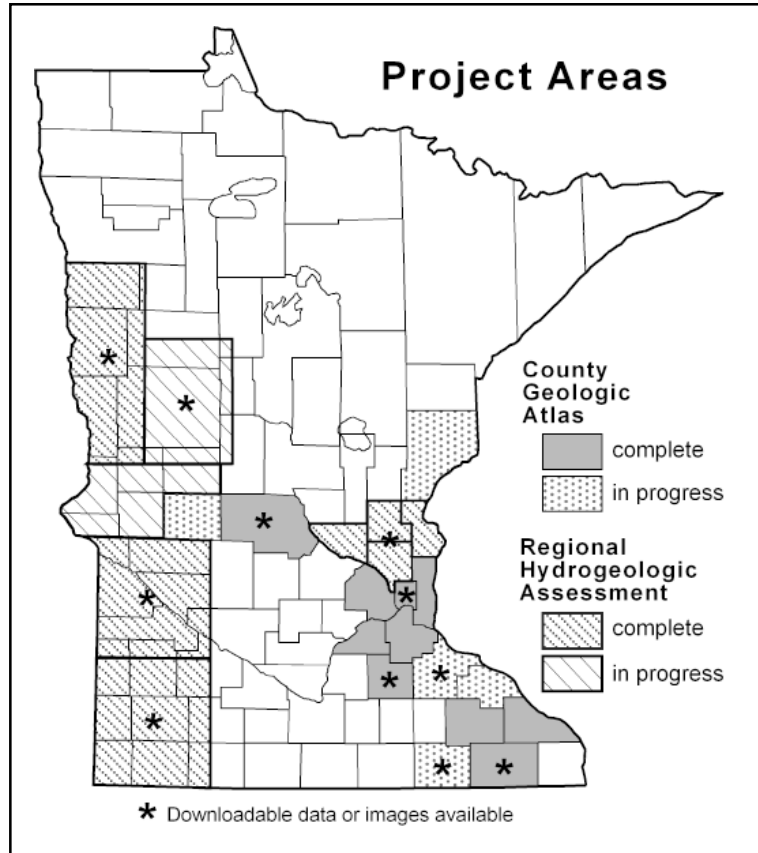 Project Areas
County
Geologic
Atlas
complete
in progress
Regional
Hydrogeologic
Assessment
complete
in progress
* Downloadable data or images available